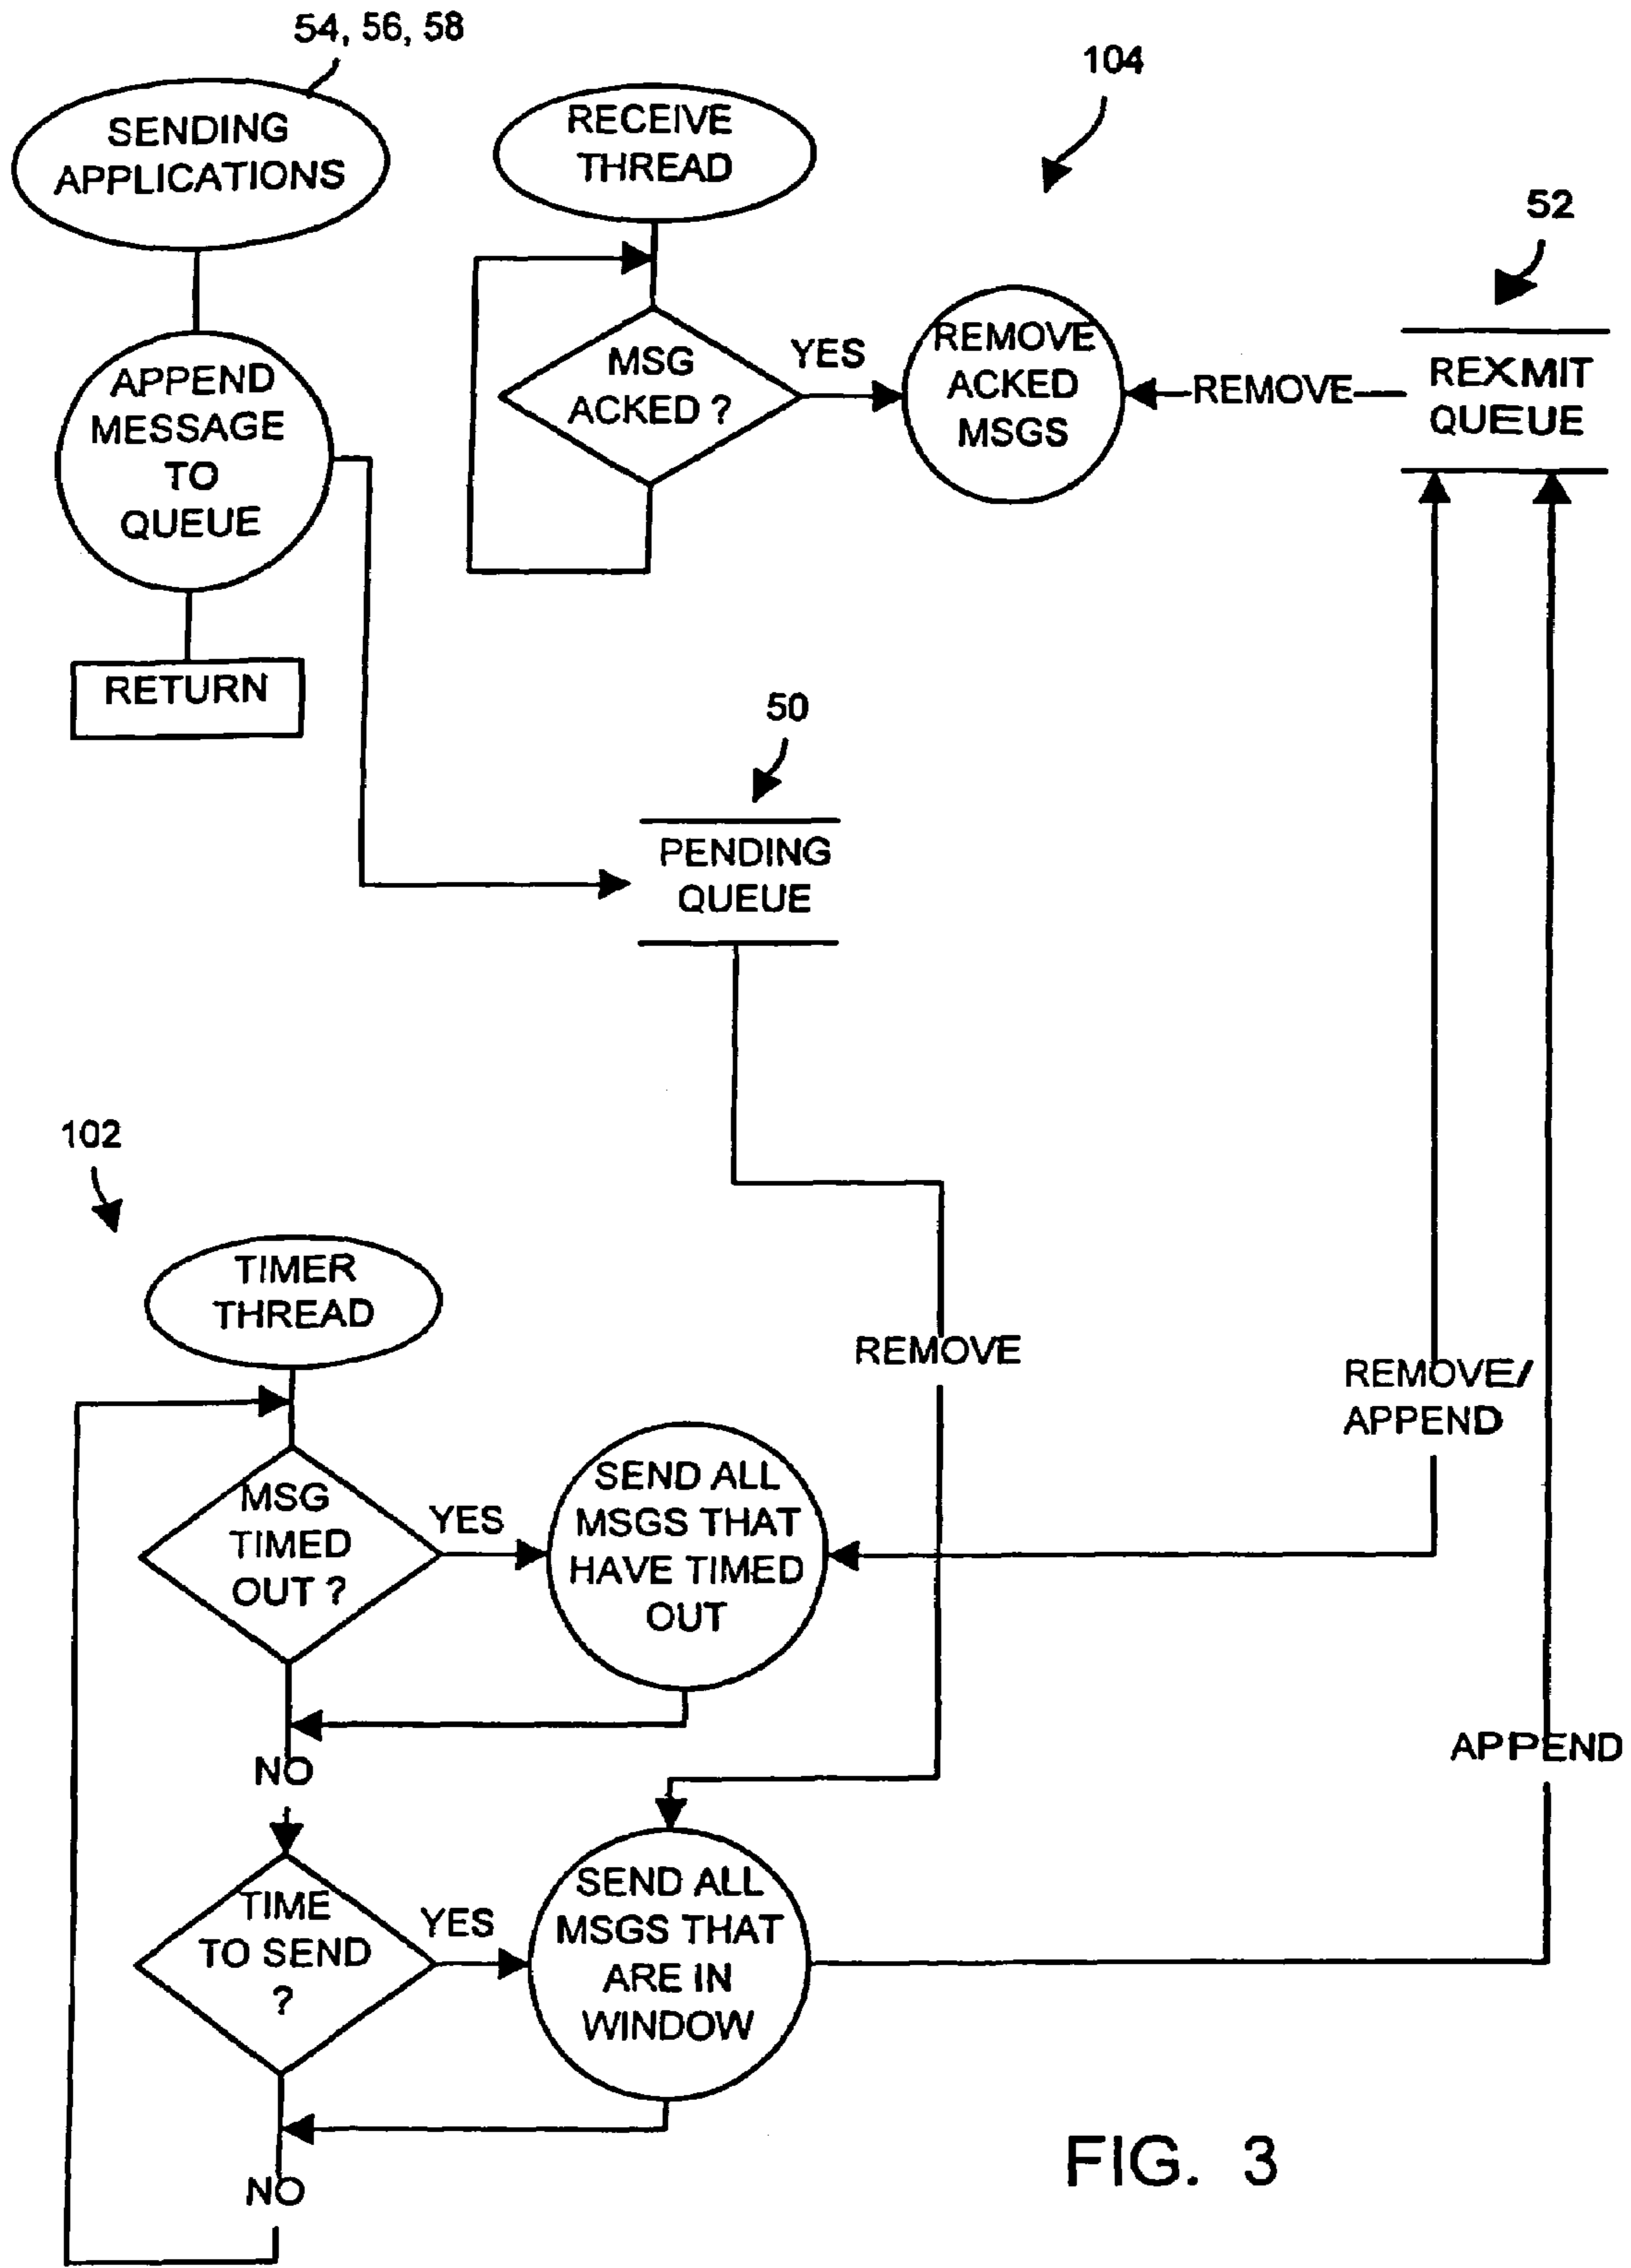 54, 56, 58
SENDING
APPLICATIONS
APPEND
MESSAGE
TO
QUEUE
RETURN
RECEIVE
THREAD
MSG
ACKED ?
YES
104
REMOVE
ACKED
MSGS
REMOVE
52
REXMIT
QUEUE
50
PENDING
QUEUE
102
TIMER
THREAD
MSG
TIMED
OUT ?
YES
SEND ALL
MSGS THAT
HAVE TIMED
OUT
REMOVE
REMOVE/
APPEND
NO
TIME
TO SEND
?
YES
SEND ALL
MSGS THAT
ARE IN
WINDOW
APPEND
NO
FIG. 3